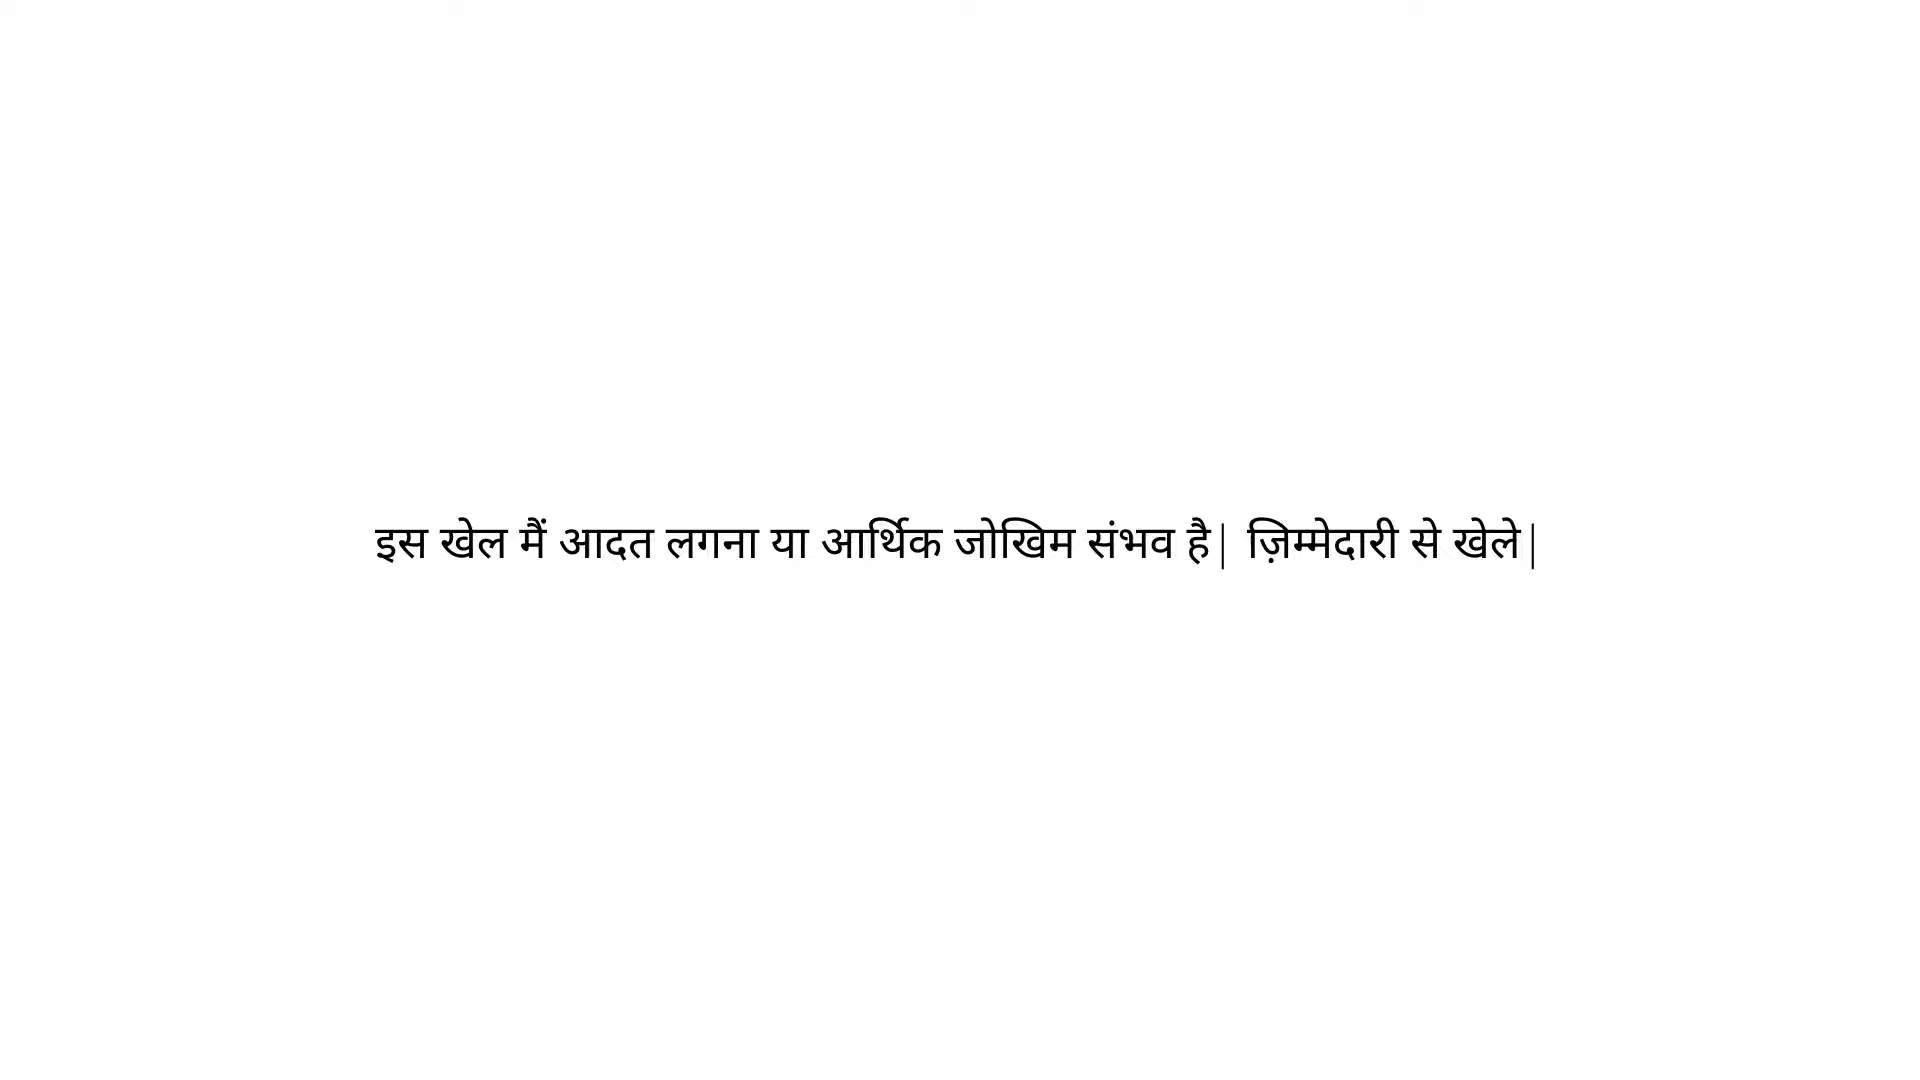 इस खेल मैं आदत लगना या आर्थिक जोखिम संभव है| ज़िम्मेदारी से खेले|